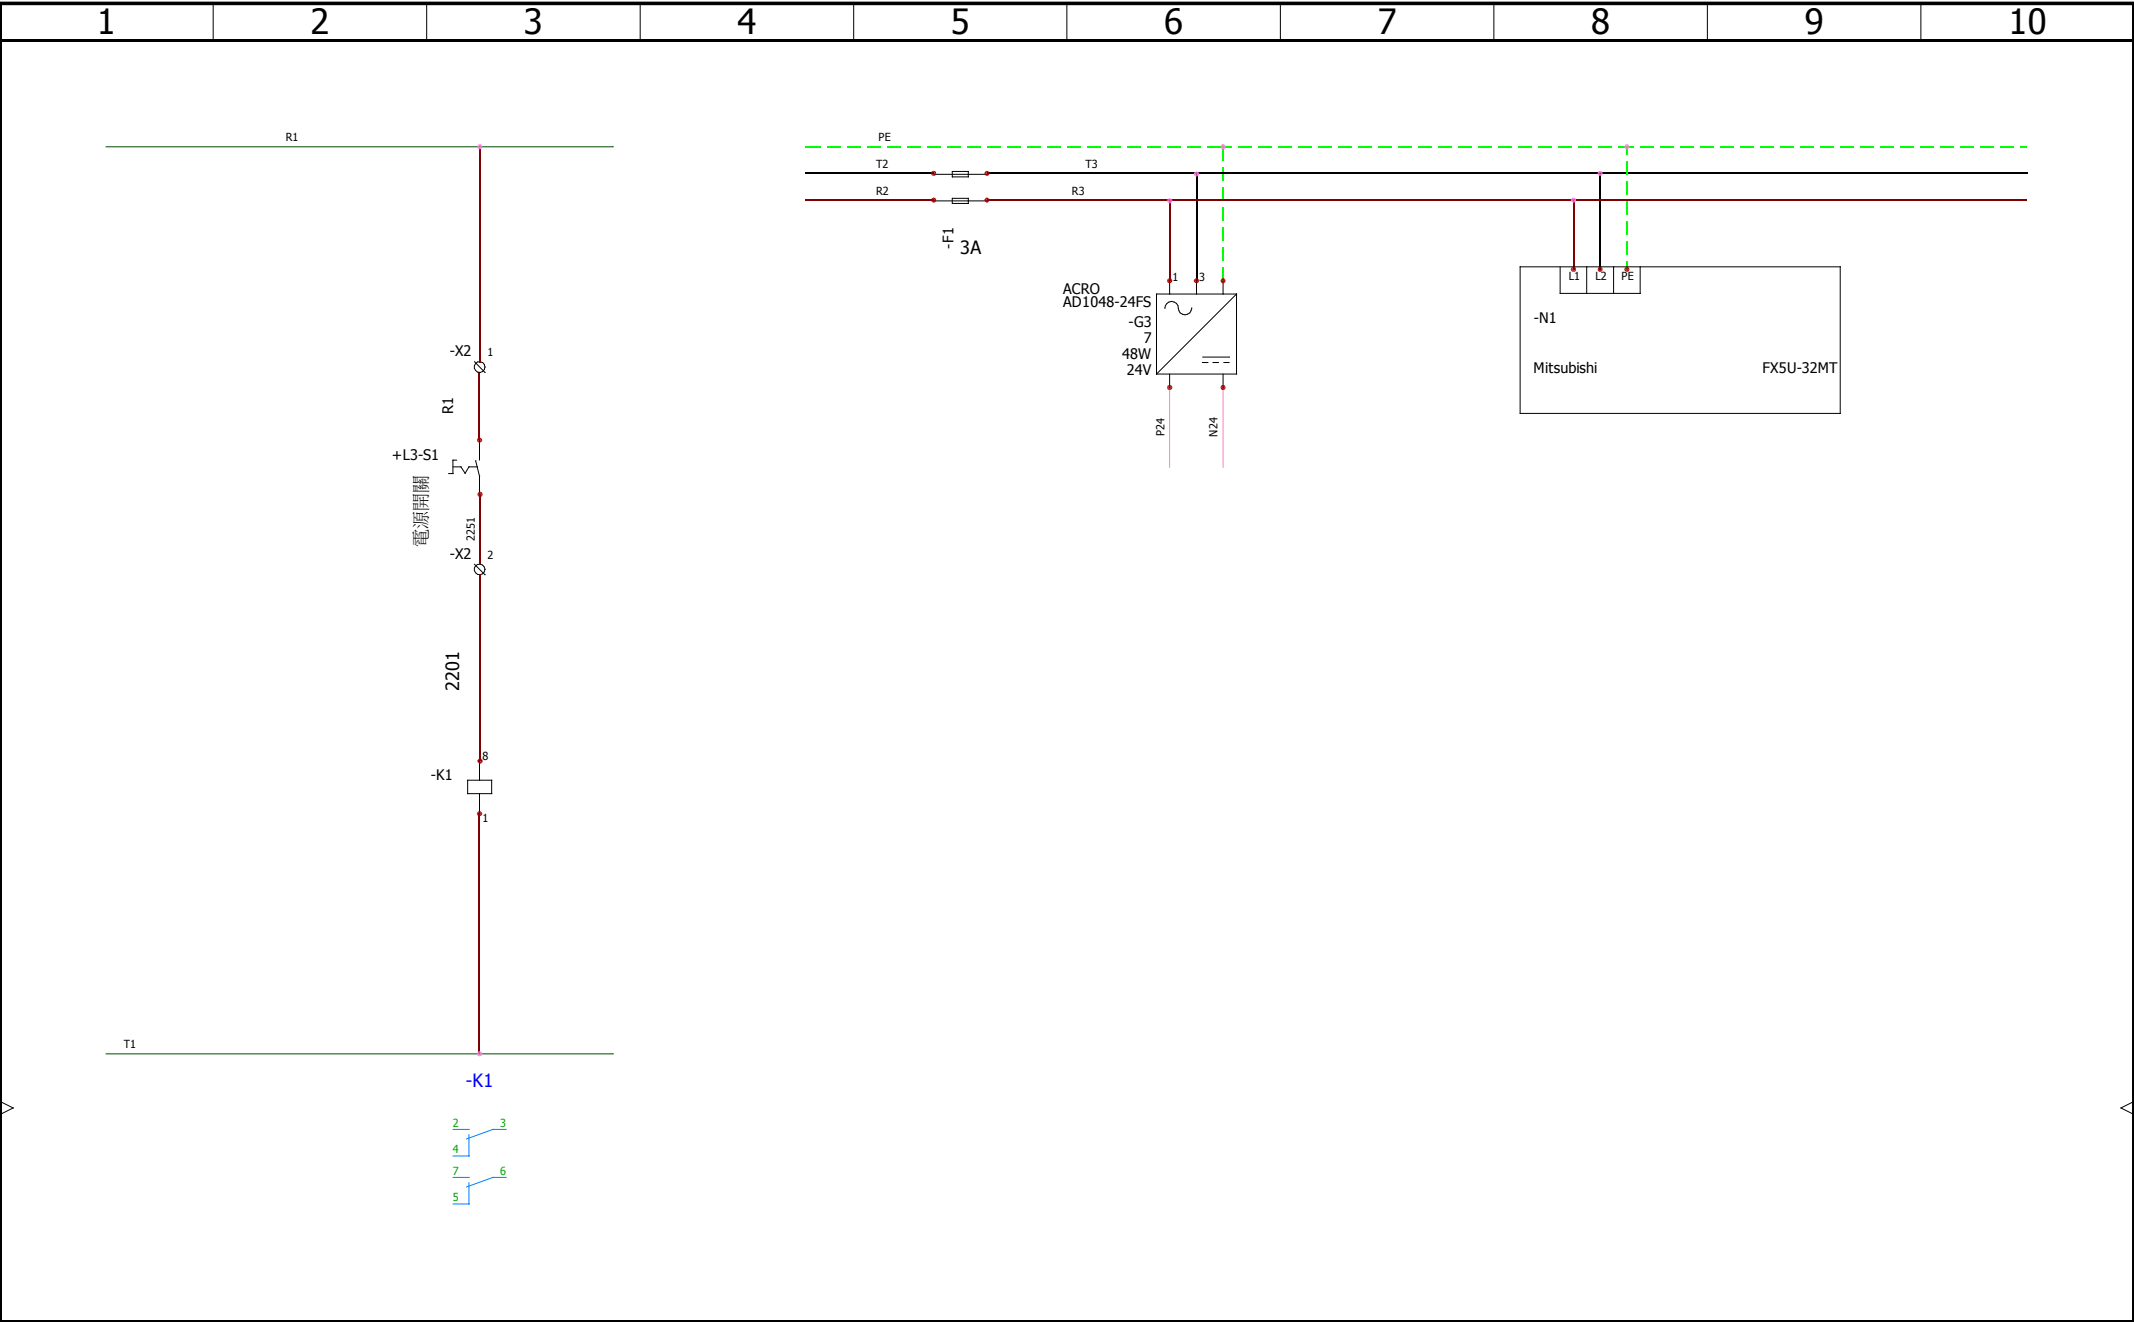 1 2 3 4 5 6 7 8 9 10
R1
PE
T2
T3
R2
R3
-F1
3A
-X2 1
R1
+L3-S1
電源開關
2251
-X2 2
2201
8
-K1
1
T1
-K1
2 3
4
7 6
5
1 3
ACRO
AD1048-24FS
-G3
7
48W
24V
P24
N24
L1 L2 PE
-N1
Mitsubishi FX5U-32MT